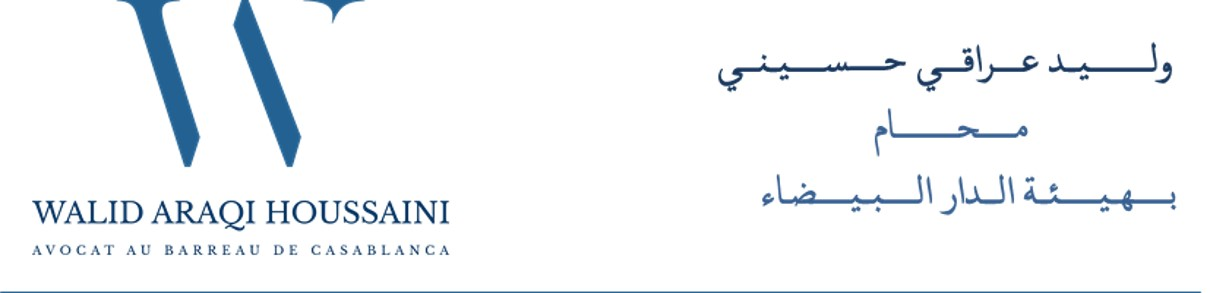 WALID ARAQI HOUSSAINI
AVOCAT AU BARREAU DE CASABLANCA
وليد عراقي حسيني
محام
بهيئة الدار البيضاء